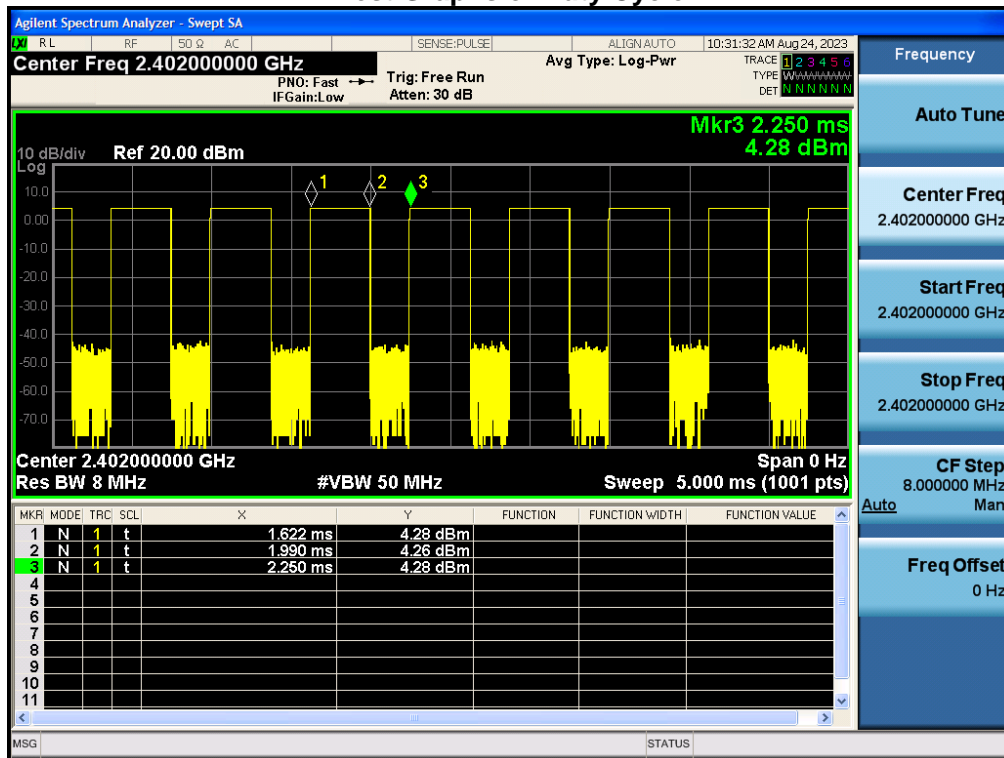 Agilent Spectrum Analyzer - Swept SA
LXI RL RF 50 Ω AC SENSE:PULSE ALIGN AUTO 10:31:32 AM Aug 24, 2023
Center Freq 2.402000000 GHz
Avg Type: Log-Pwr
TRACE 1 2 3 4 5 6
TYPE WWWWWW
DET N N N N N N
PNO: Fast
IFGain:Low
Trig: Free Run
Atten: 30 dB
Mkr3 2.250 ms
4.28 dBm
10 dB/div Ref 20.00 dBm
Log
10.0
0.00
-10.0
-20.0
-30.0
-40.0
-50.0
-60.0
-70.0
1 2 3
Center 2.402000000 GHz Span 0 Hz
Res BW 8 MHz #VBW 50 MHz Sweep 5.000 ms (1001 pts)
MKR MODE TRC SCL X Y FUNCTION FUNCTION WIDTH FUNCTION VALUE
1 N 1 t 1.622 ms 4.28 dBm
2 N 1 t 1.990 ms 4.26 dBm
3 N 1 t 2.250 ms 4.28 dBm
4
5
6
7
8
9
10
11
MSG STATUS
Frequency
Auto Tune
Center Freq
2.402000000 GHz
Start Freq
2.402000000 GHz
Stop Freq
2.402000000 GHz
CF Step
8.000000 MHz
Auto Man
Freq Offset
0 Hz